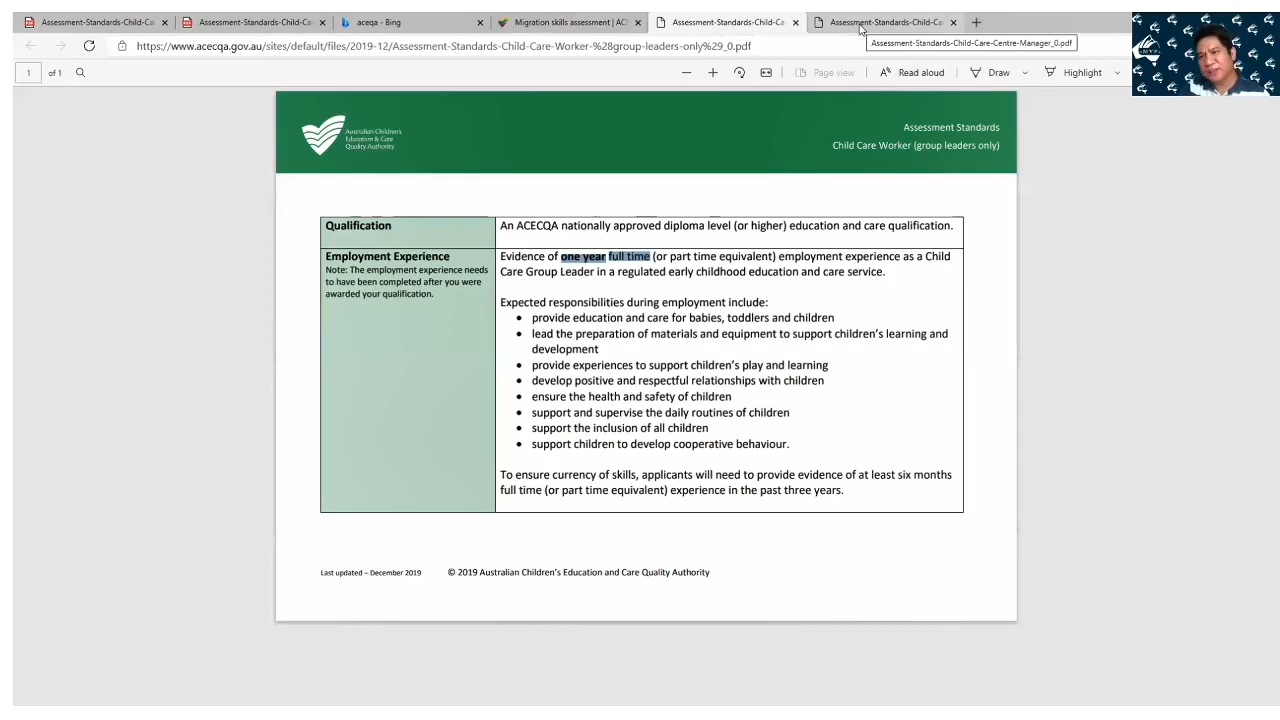 Assessment-Standards-Child-Ca
Assessment-Standards-Child-Car
aceqa - Bing
Migration skills assessment | AC
Assessment-Standards-Child-Ca
Assessment-Standards-Child-Ca
https://www.acecqa.gov.au/sites/default/files/2019-12/Assessment-Standards-Child-Care-Worker-%28group-leaders-only%29_0.pdf
Assessment-Standards-Child-Care-Centre-Manager_0.pdf
1 of 1
Page view
Read aloud
Draw
Highlight
Australian Children's
Education & Care
Quality Authority
Assessment Standards
Child Care Worker (group leaders only)
Qualification
An ACECQA nationally approved diploma level (or higher) education and care qualification.
Employment Experience
Note: The employment experience needs
to have been completed after you were
awarded your qualification.
Evidence of one year full time (or part time equivalent) employment experience as a Child
Care Group Leader in a regulated early childhood education and care service.
Expected responsibilities during employment include:
• provide education and care for babies, toddlers and children
• lead the preparation of materials and equipment to support children's learning and
development
• provide experiences to support children's play and learning
• develop positive and respectful relationships with children
• ensure the health and safety of children
• support and supervise the daily routines of children
• support the inclusion of all children
• support children to develop cooperative behaviour.
To ensure currency of skills, applicants will need to provide evidence of at least six months
full time (or part time equivalent) experience in the past three years.
Last updated – December 2019
© 2019 Australian Children's Education and Care Quality Authority